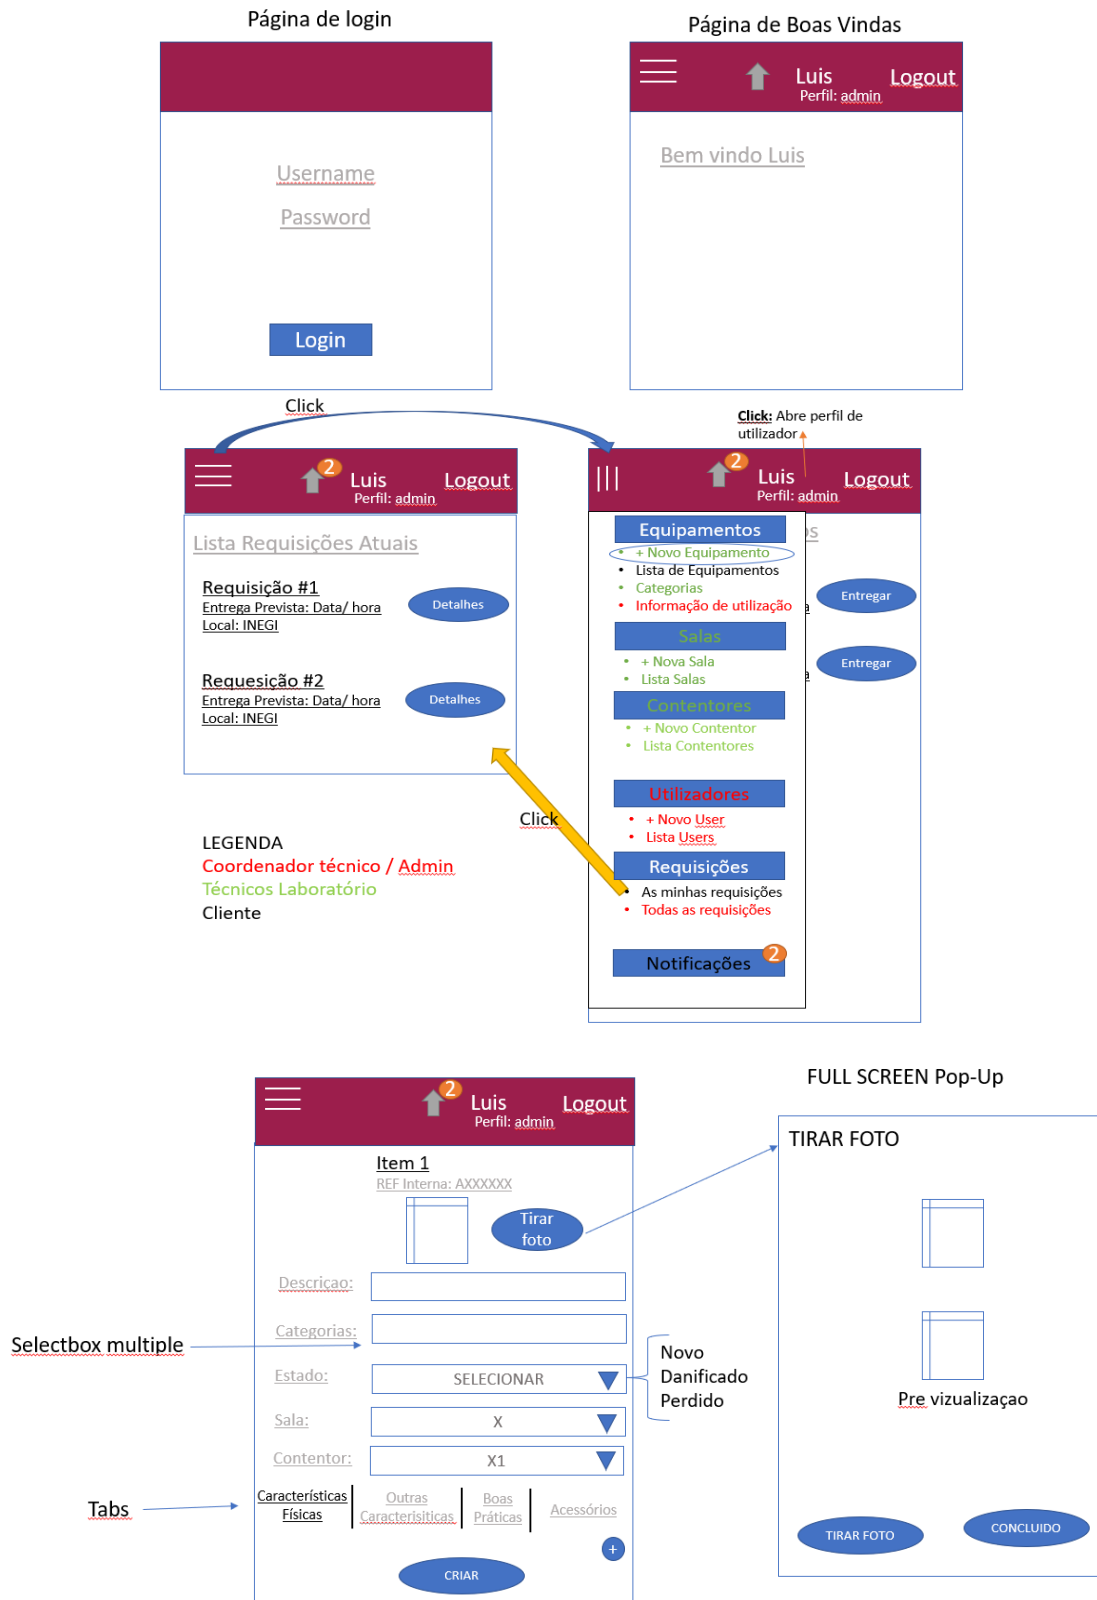 Página de login
Página de Boas Vindas
Luis
Logout
Perfil: admin
Username
Password
Login
Bem vindo Luis
Click
Click: Abre perfil de
utilizador
2
Luis
Logout
Perfil: admin
Lista Requisições Atuais
Requisição #1
Entrega Prevista: Data/ hora
Local: INEGI
Detalhes
Requesição #2
Entrega Prevista: Data/ hora
Local: INEGI
Detalhes
2
Luis
Logout
Perfil: admin
Equipamentos
os
• + Novo Equipamento
• Lista de Equipamentos
• Categorias
• Informação de utilização
a
Entregar
Salas
• + Nova Sala
• Lista Salas
a
Entregar
Contentores
• + Novo Contentor
• Lista Contentores
Utilizadores
• + Novo User
• Lista Users
Requisições
• As minhas requisições
• Todas as requisições
Notificações
2
Click
LEGENDA
Coordenador técnico / Admin
Técnicos Laboratório
Cliente
2
Luis
Logout
Perfil: admin
Item 1
REF Interna: AXXXXXX
Tirar
foto
Descriçao:
Categorias:
Selectbox multiple
Estado:
SELECIONAR
Novo
Danificado
Perdido
Sala:
X
Contentor:
X1
Tabs
Características
Físicas
Outras
Caracterisiticas
Boas
Práticas
Acessórios
+
CRIAR
FULL SCREEN Pop-Up
TIRAR FOTO
Pre vizualizaçao
TIRAR FOTO
CONCLUIDO